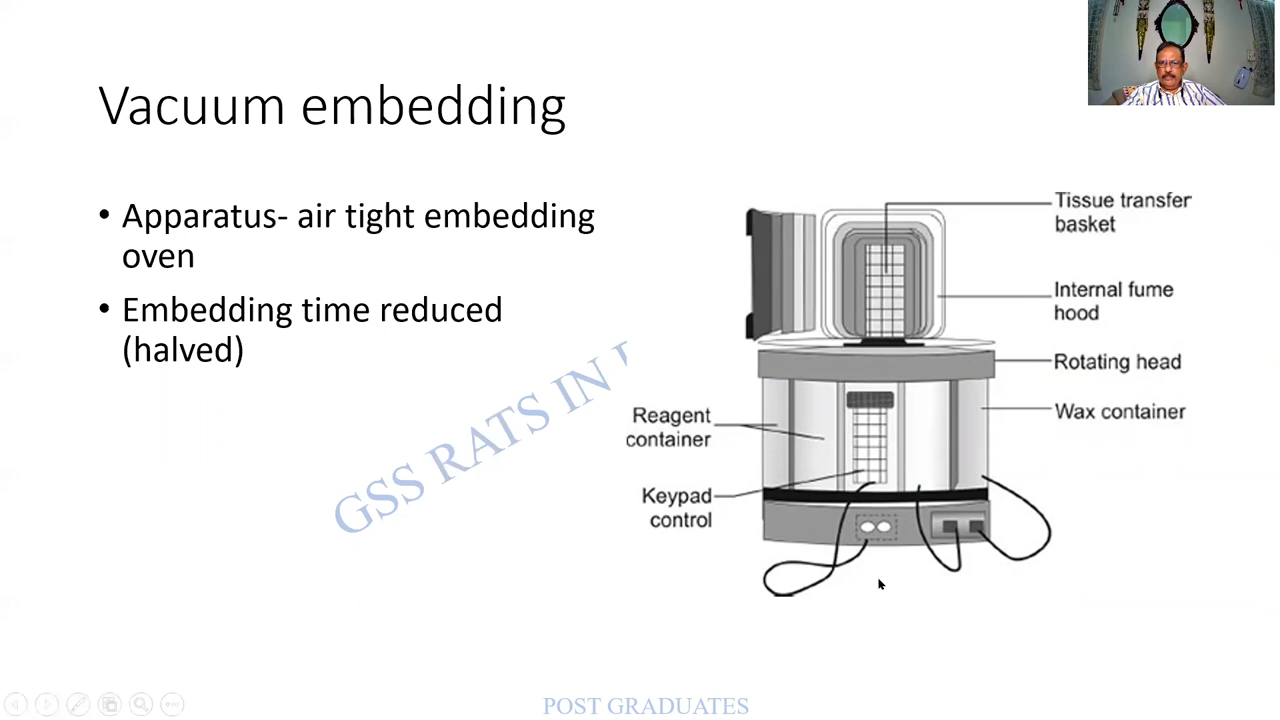 Vacuum embedding
• Apparatus- air tight embedding
oven
• Embedding time reduced
(halved)
GSS RATS IN
Tissue transfer
basket
Internal fume
hood
Rotating head
Wax container
Reagent
container
Keypad
control
POST GRADUATES